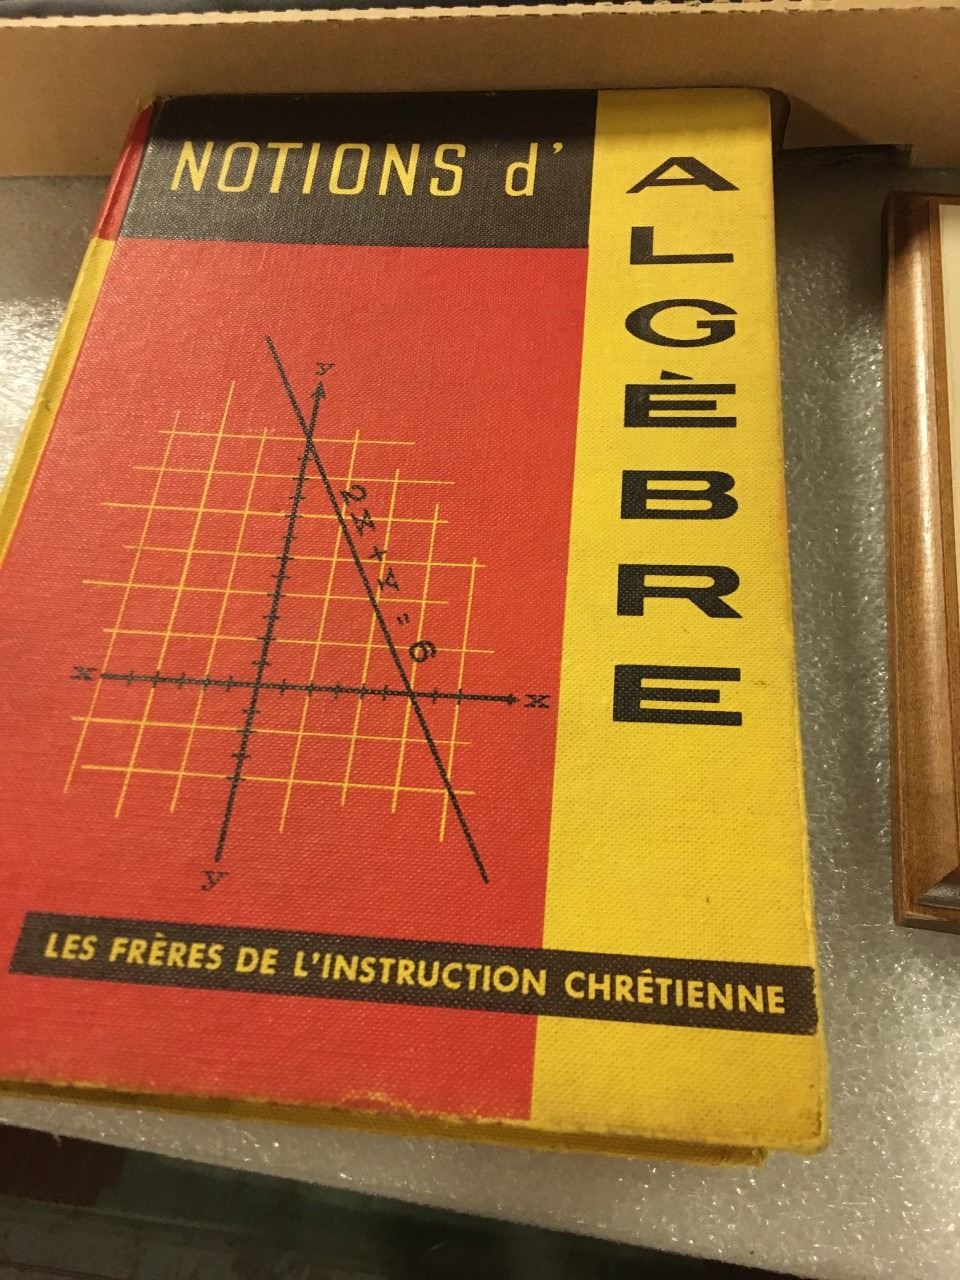 NOTIONS d'
ALGÈBRE
y
2x + y = 6
x
x
y
LES FRÈRES DE L'INSTRUCTION CHRÉTIENNE